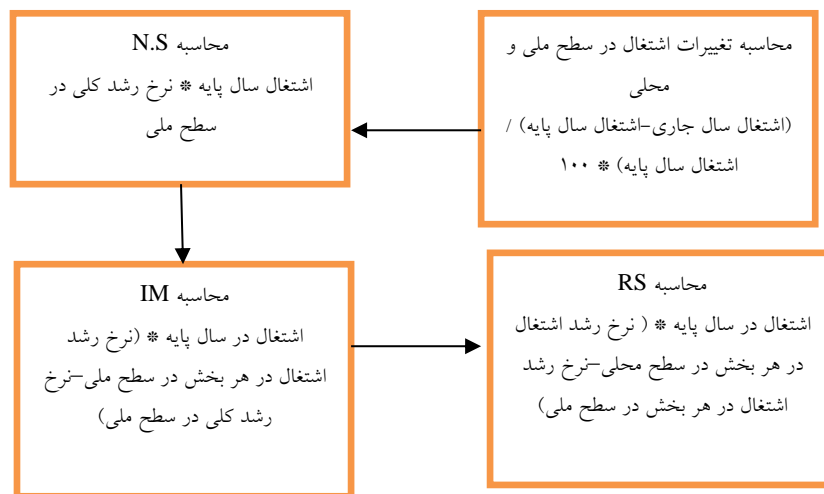 محاسبه تغییرات اشتغال در سطح ملی و
محلی
(اشتغال سال جاری-اشتغال سال پایه) /
اشتغال سال پایه) * ۱۰۰
محاسبه N.S
اشتغال سال پایه * نرخ رشد کلی در
سطح ملی
محاسبه IM
اشتغال در سال پایه * (نرخ رشد
اشتغال در هر بخش در سطح ملی-نرخ
رشد کلی در سطح ملی)
محاسبه RS
اشتغال در سال پایه * ( نرخ رشد اشتغال
در هر بخش در سطح محلی-نرخ رشد
اشتغال در هر بخش در سطح ملی)